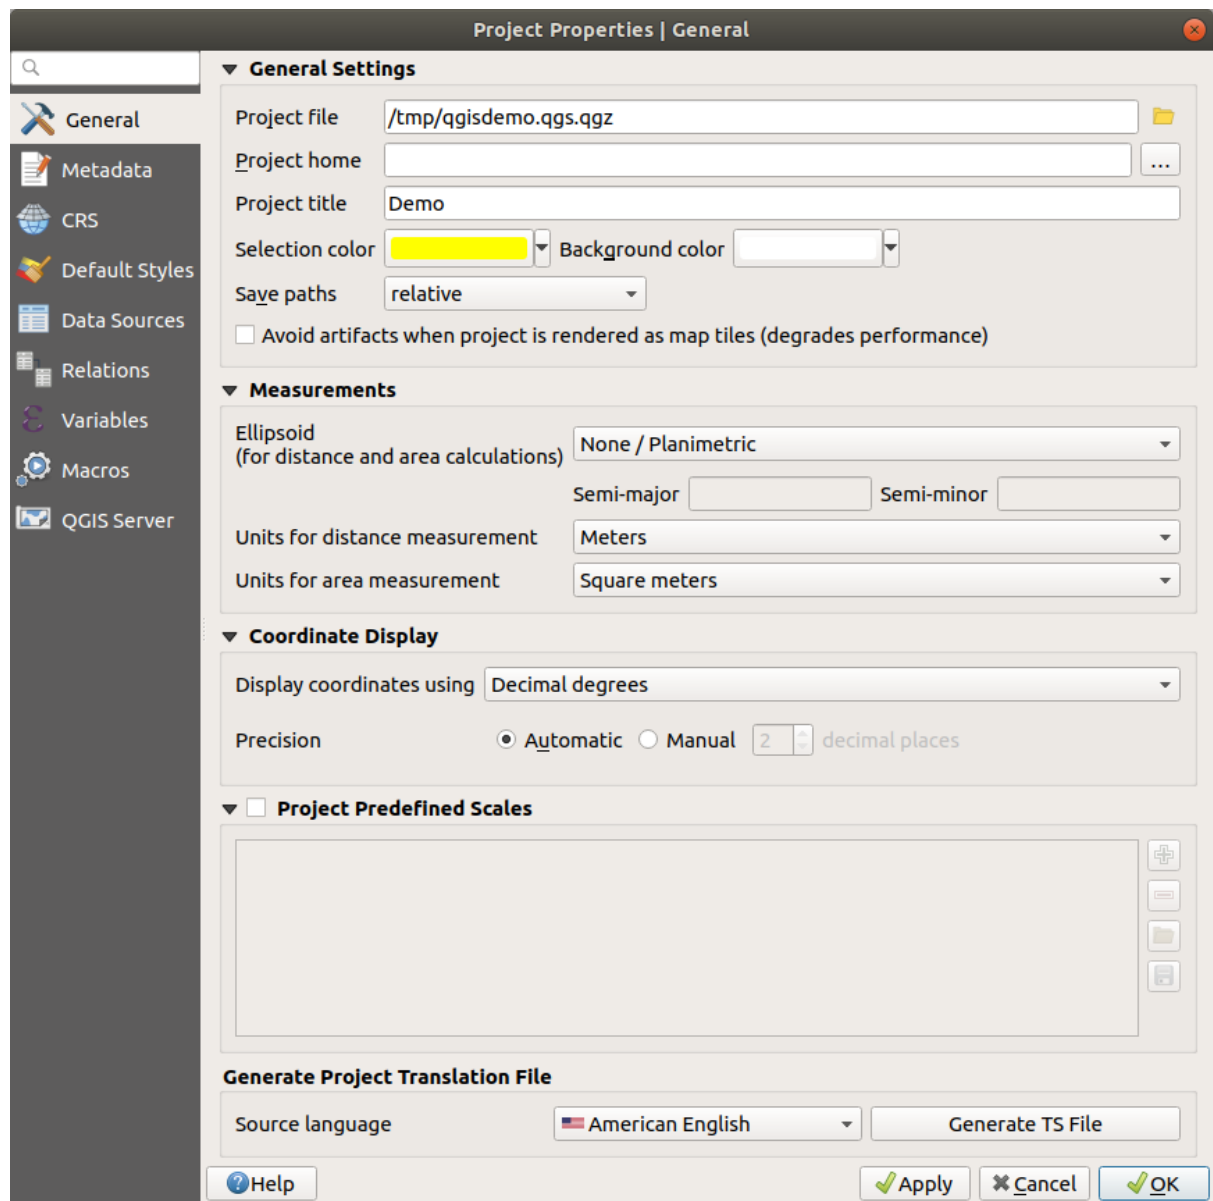 Project Properties | General
General
Metadata
CRS
Default Styles
Data Sources
Relations
Variables
Macros
QGIS Server
General Settings
Project file /tmp/qgisdemo.qgs.qgz
Project home ...
Project title Demo
Selection color Background color
Save paths relative
Avoid artifacts when project is rendered as map tiles (degrades performance)
Measurements
Ellipsoid
(for distance and area calculations) None / Planimetric
Semi-major Semi-minor
Units for distance measurement Meters
Units for area measurement Square meters
Coordinate Display
Display coordinates using Decimal degrees
Precision Automatic Manual 2 decimal places
Project Predefined Scales
Generate Project Translation File
Source language American English Generate TS File
Help Apply Cancel OK